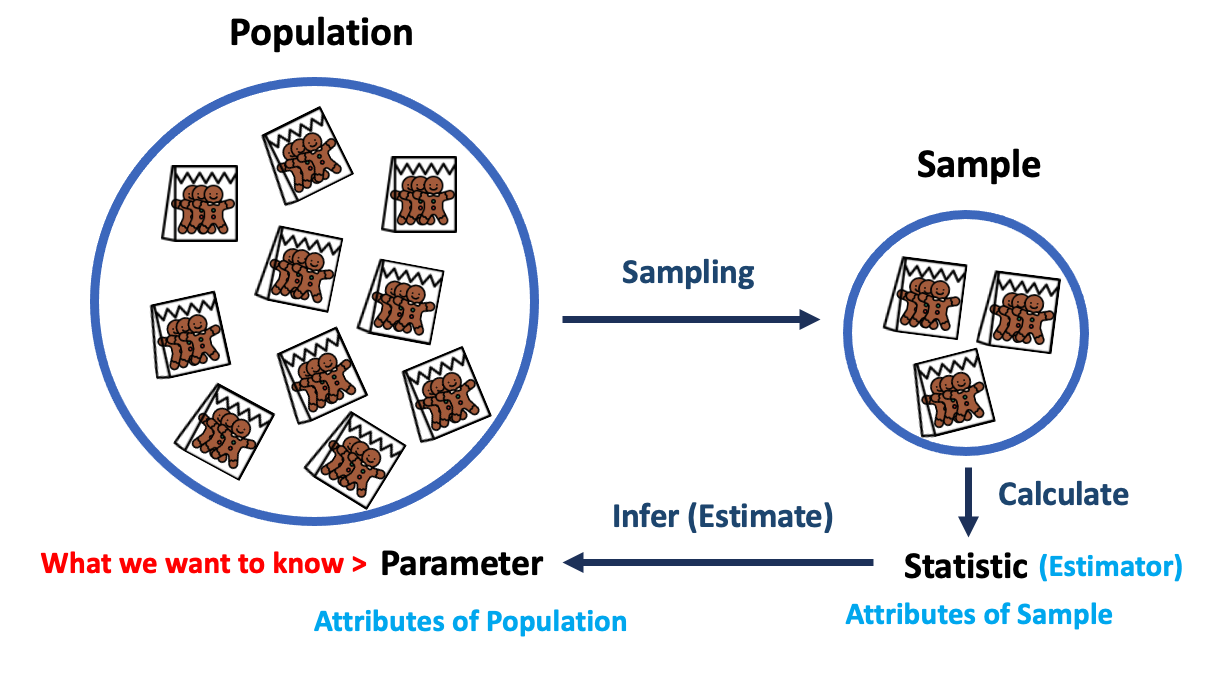 Population
Sample
Sampling
Calculate
Infer (Estimate)
What we want to know > Parameter
Statistic (Estimator)
Attributes of Population
Attributes of Sample